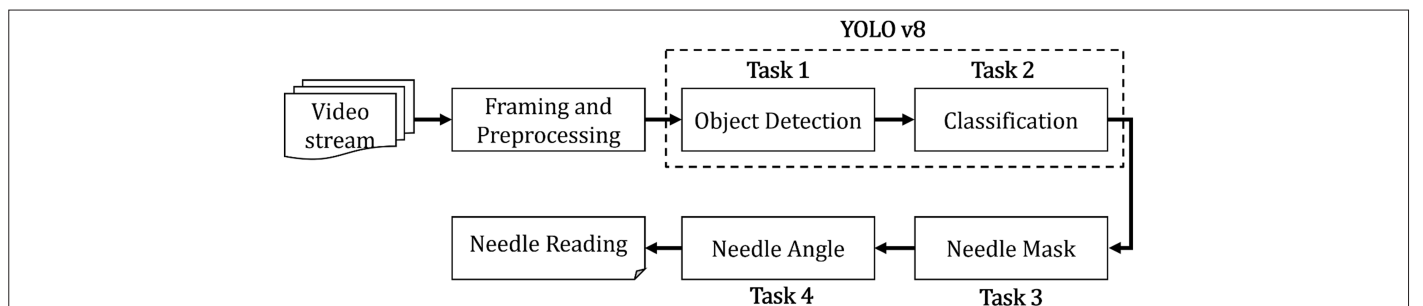 YOLO v8
Task 1
Task 2
Video
stream
Framing and
Preprocessing
Object Detection
Classification
Needle Reading
Needle Angle
Needle Mask
Task 4
Task 3